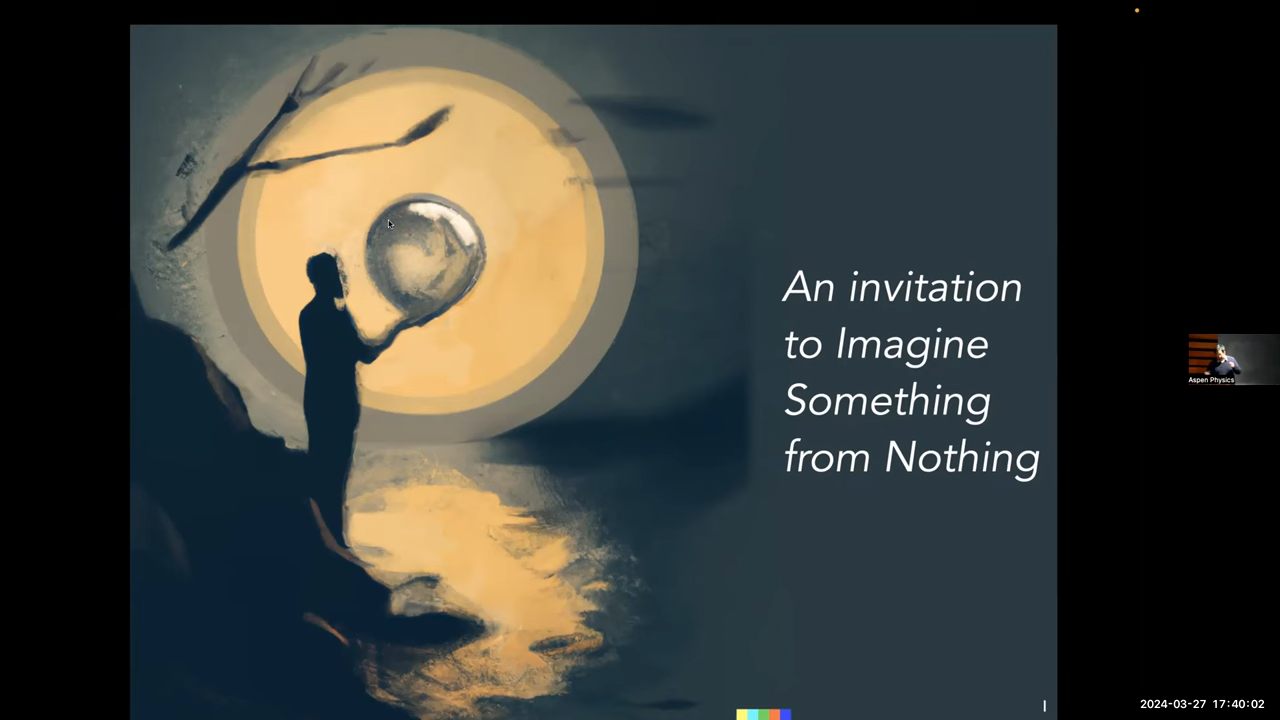 An invitation
to Imagine
Something
from Nothing
Aspen Physics
2024-03-27 17:40:02